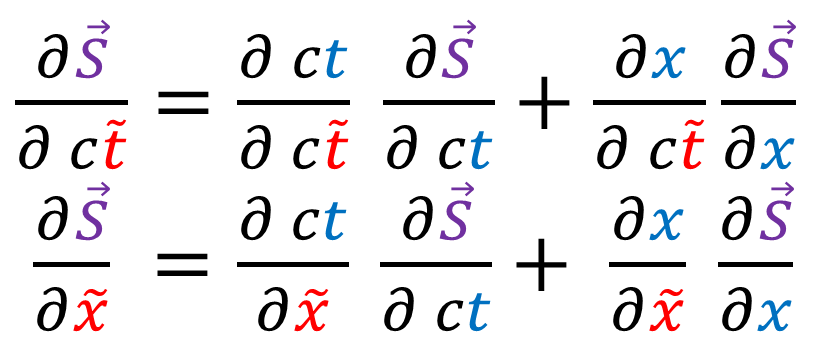 ∂S⃗/∂ct̃ = ∂ct/∂ct̃ ∂S⃗/∂ct + ∂x/∂ct̃ ∂S⃗/∂x
∂S⃗/∂x̃ = ∂ct/∂x̃ ∂S⃗/∂ct + ∂x/∂x̃ ∂S⃗/∂x